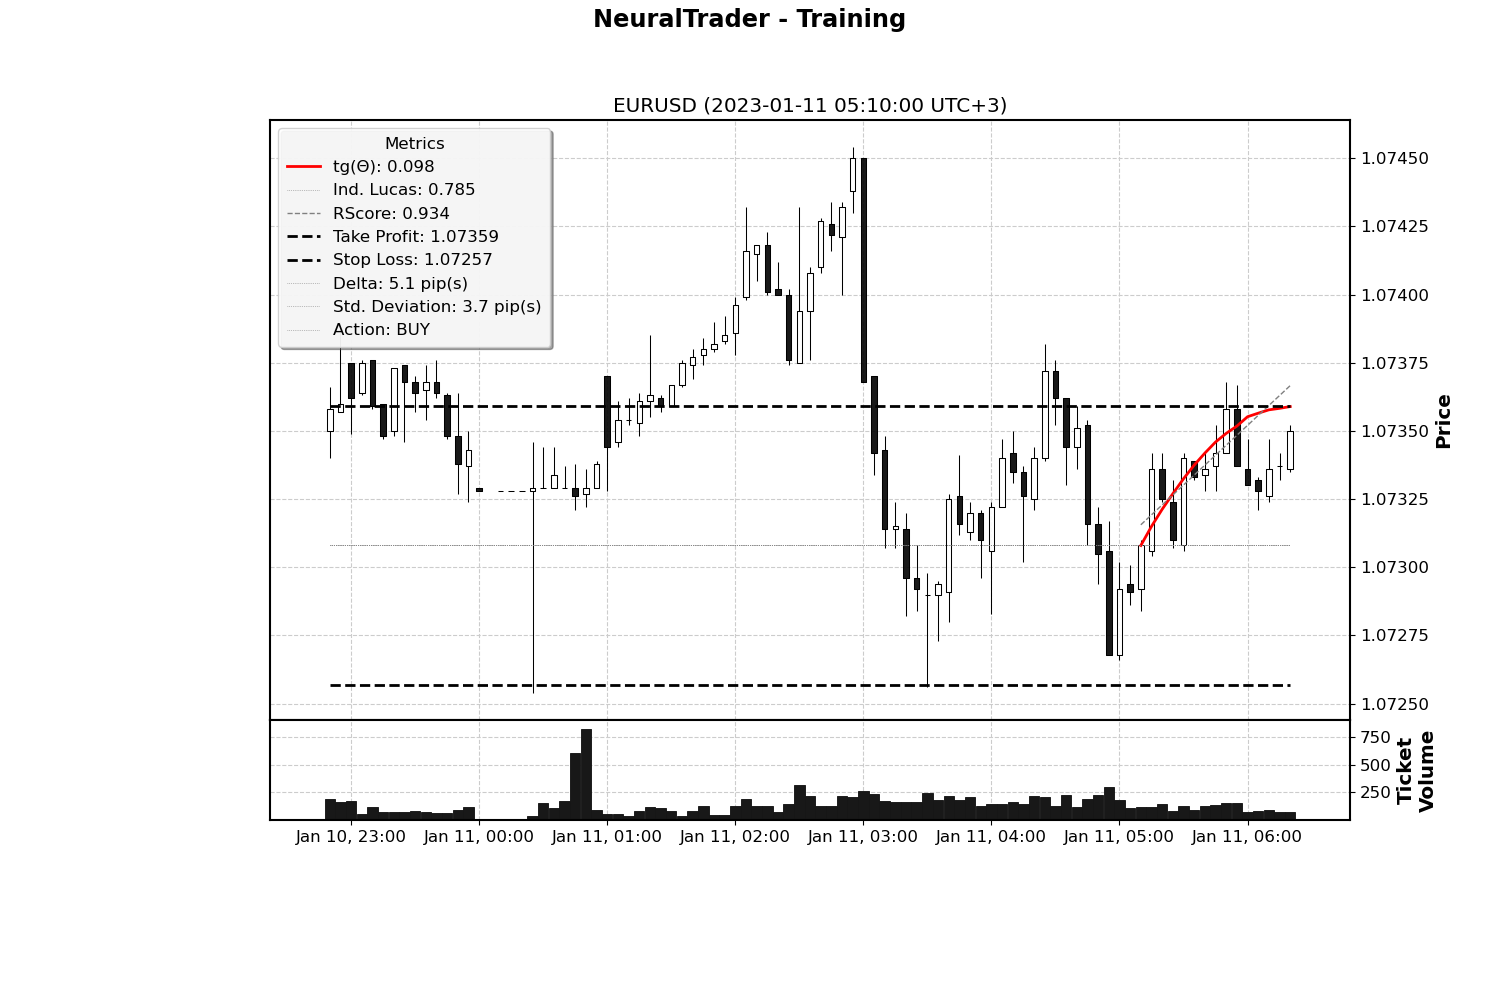 NeuralTrader - Training
EURUSD (2023-01-11 05:10:00 UTC+3)
Metrics
tg(Θ): 0.098
Ind. Lucas: 0.785
RScore: 0.934
Take Profit: 1.07359
Stop Loss: 1.07257
Delta: 5.1 pip(s)
Std. Deviation: 3.7 pip(s)
Action: BUY
1.07450
1.07425
1.07400
1.07375
1.07350
1.07325
1.07300
1.07275
1.07250
Price
750
500
250
Ticket
Volume
Jan 10, 23:00 Jan 11, 00:00 Jan 11, 01:00 Jan 11, 02:00 Jan 11, 03:00 Jan 11, 04:00 Jan 11, 05:00 Jan 11, 06:00